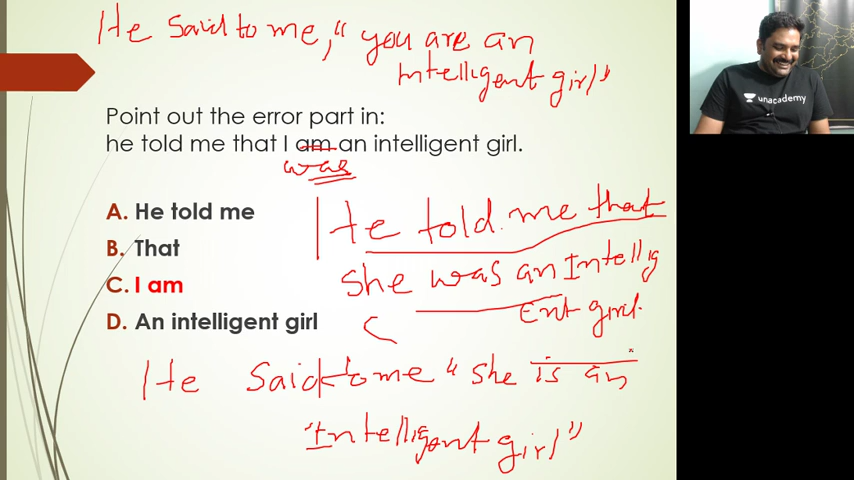 He Said to me, " you are an
Intelligent girl"
unacademy
Point out the error part in:
he told me that I am an intelligent girl.
was
A. He told me
B. That
C. I am
D. An intelligent girl
He told me that
she was an Intellig
Ent girl.
He Said to me " she is an
Intelligent girl"